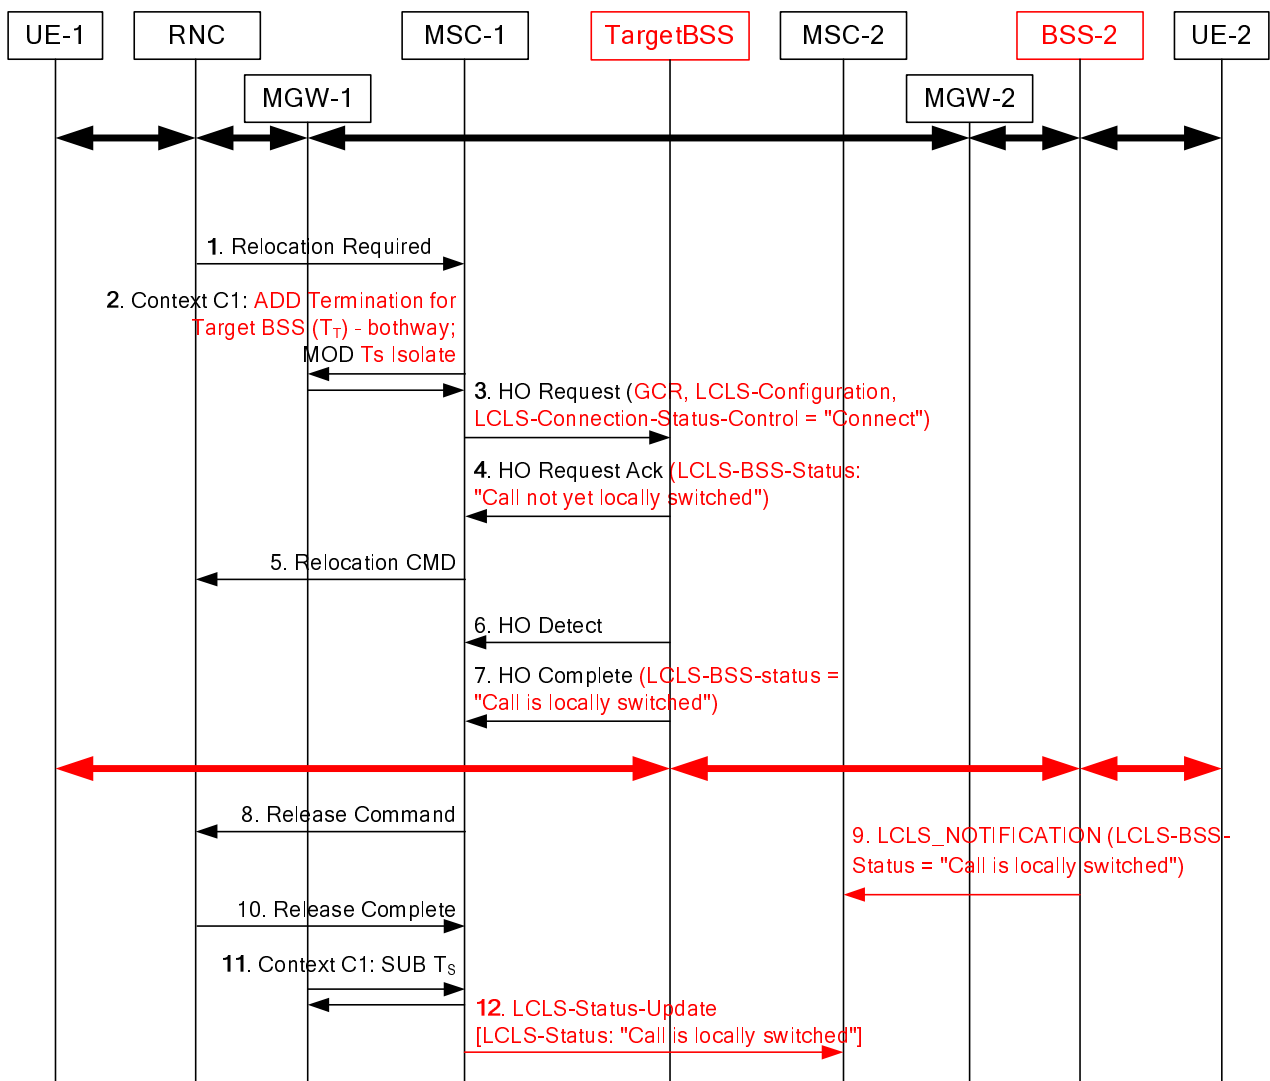 UE-1
RNC
MSC-1
TargetBSS
MSC-2
BSS-2
UE-2
MGW-1
MGW-2
1. Relocation Required
2. Context C1: ADD Termination for
Target BSS (TT) - bothway;
MOD Ts Isolate
3. HO Request (GCR, LCLS-Configuration,
LCLS-Connection-Status-Control = "Connect")
4. HO Request Ack (LCLS-BSS-Status:
"Call not yet locally switched")
5. Relocation CMD
6. HO Detect
7. HO Complete (LCLS-BSS-status =
"Call is locally switched")
8. Release Command
9. LCLS_NOTIFICATION (LCLS-BSS-
Status = "Call is locally switched")
10. Release Complete
11. Context C1: SUB TS
12. LCLS-Status-Update
[LCLS-Status: "Call is locally switched"]